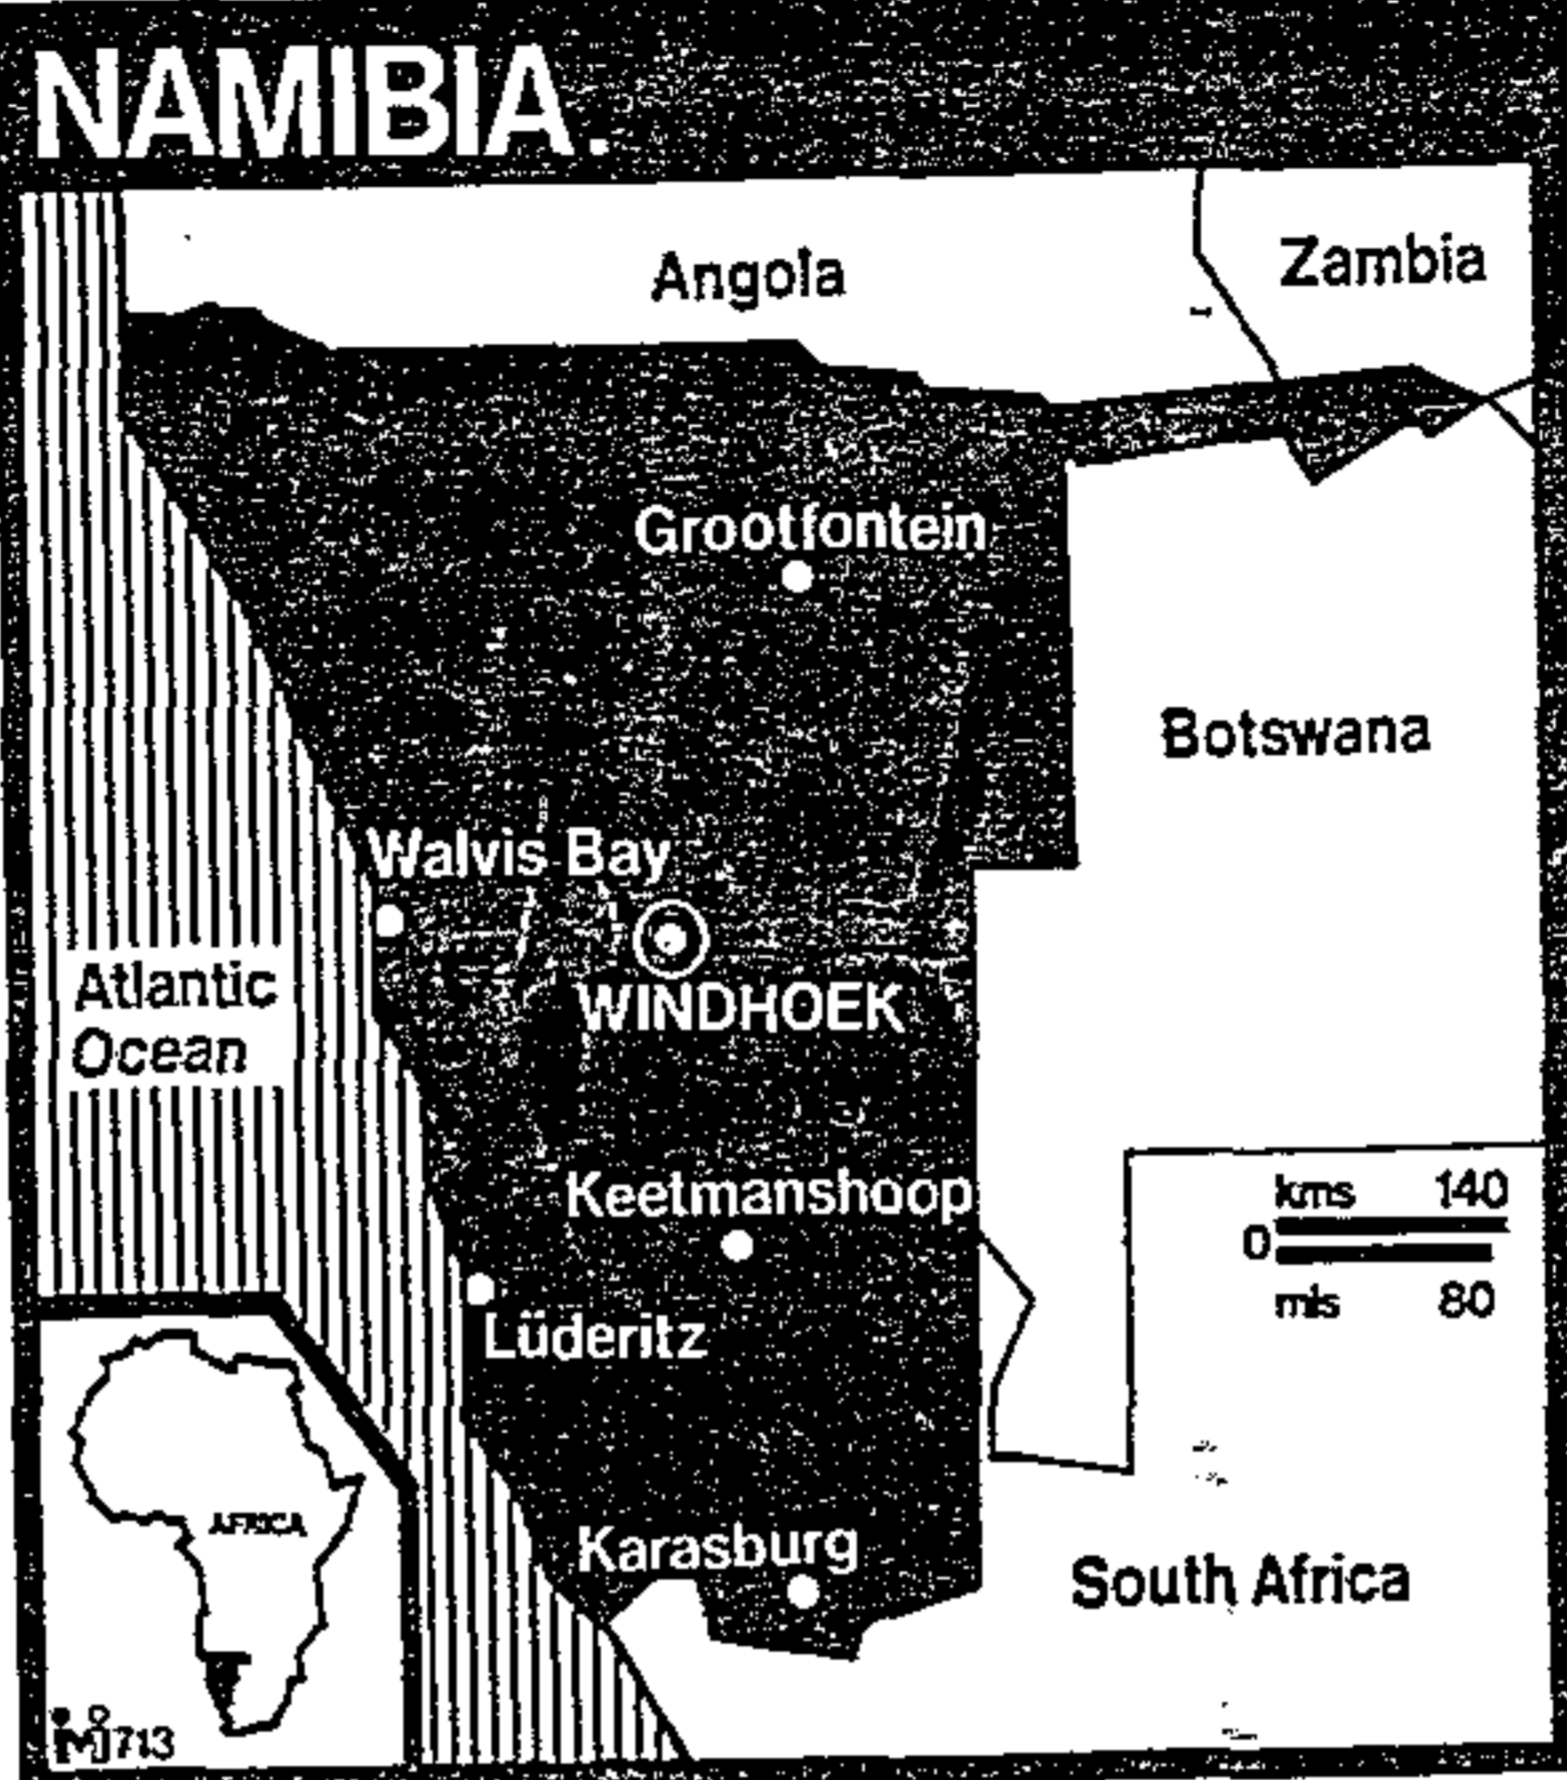 NAMIBIA.
Angola
Zambia
Grootfontein
Botswana
Walvis Bay
WINDHOEK
Atlantic
Ocean
Keetmanshoop
kms 140
0
mls 80
Lüderitz
AFRICA
Karasburg
South Africa
713